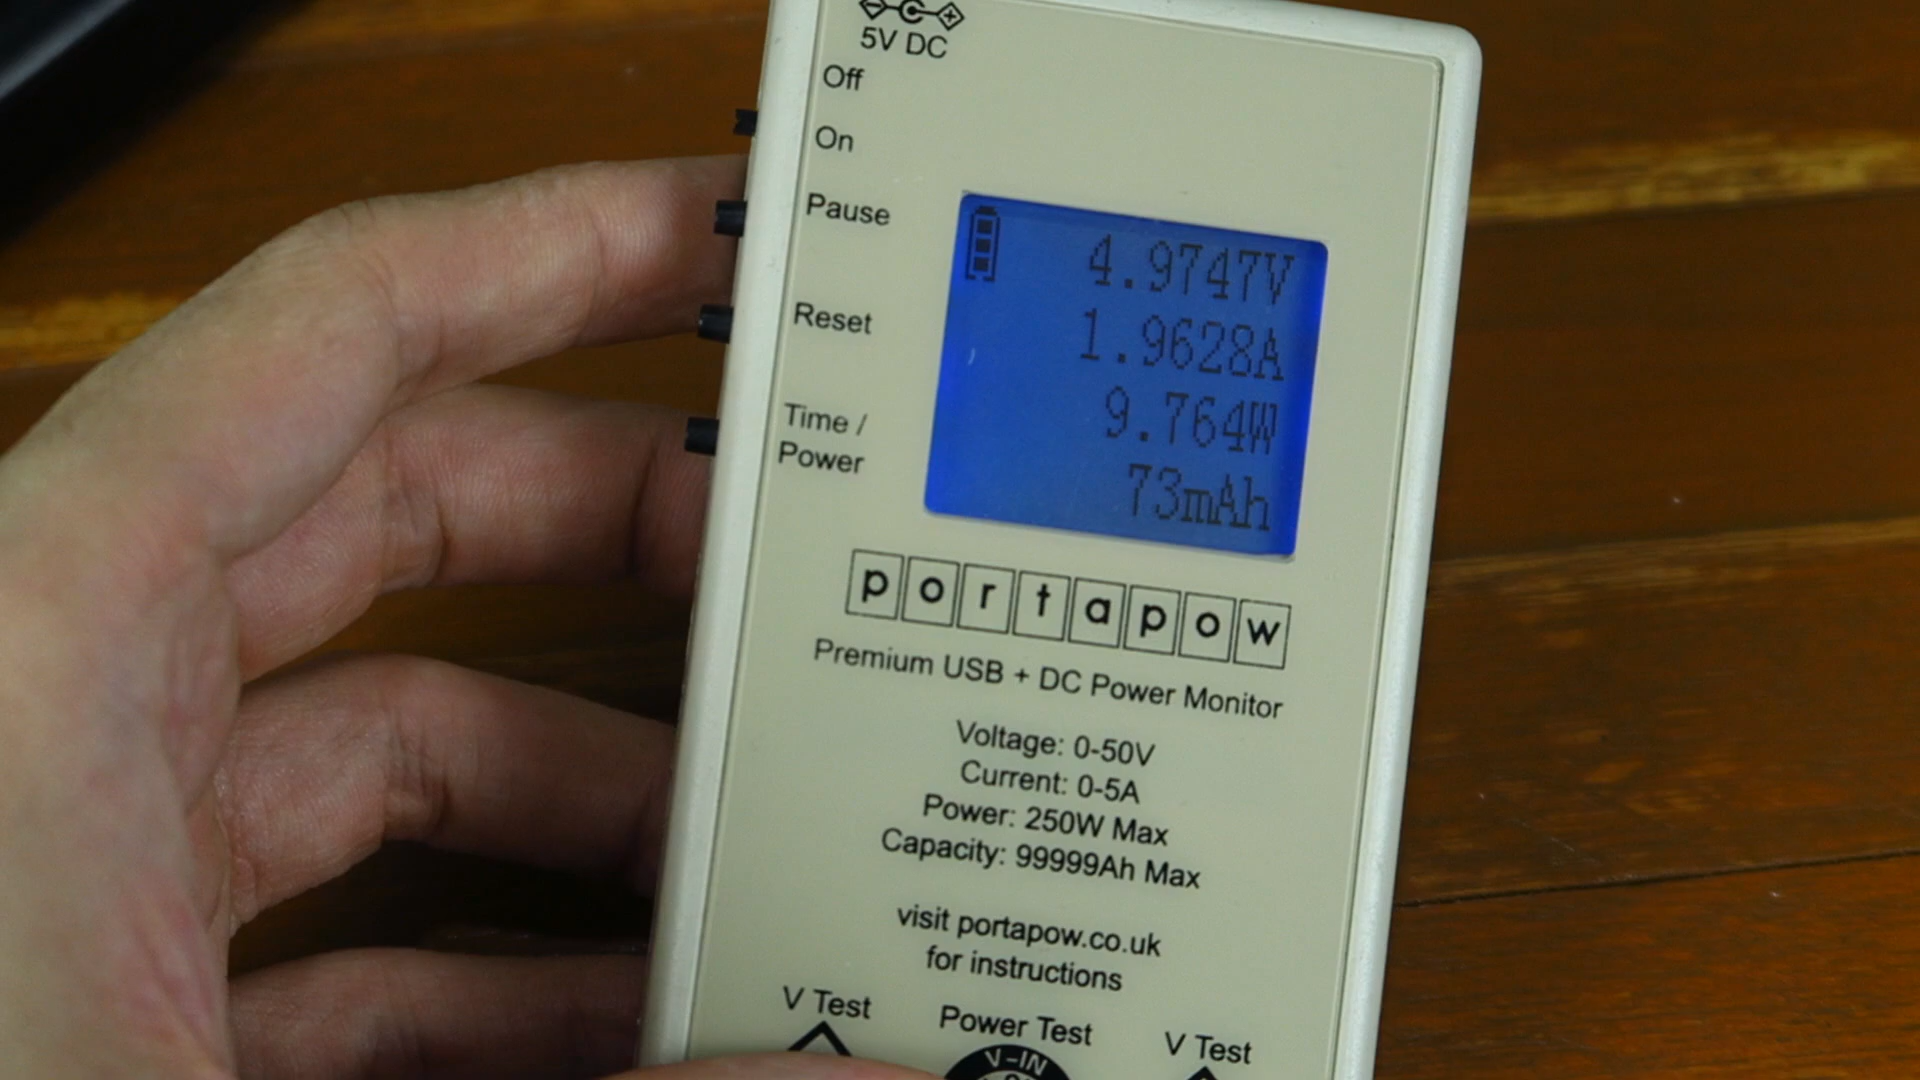 5V DC
Off
On
Pause
Reset
Time /
Power
4.9747V
1.9628A
9.764W
73mAh
portapow
Premium USB + DC Power Monitor
Voltage: 0-50V
Current: 0-5A
Power: 250W Max
Capacity: 99999Ah Max
visit portapow.co.uk
for instructions
V Test
Power Test
V Test
V-IN